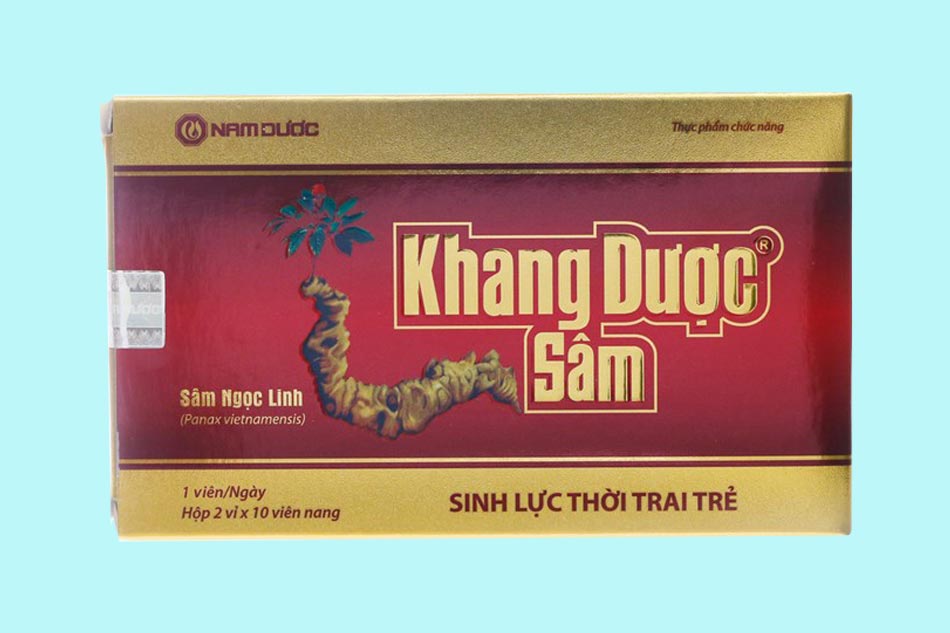 NAM DƯỢC
Thực phẩm chức năng
Khang Dược®
Sâm
Sâm Ngọc Linh
(Panax vietnamensis)
1 viên/Ngày
Hộp 2 vỉ x 10 viên nang
SINH LỰC THỜI TRAI TRẺ